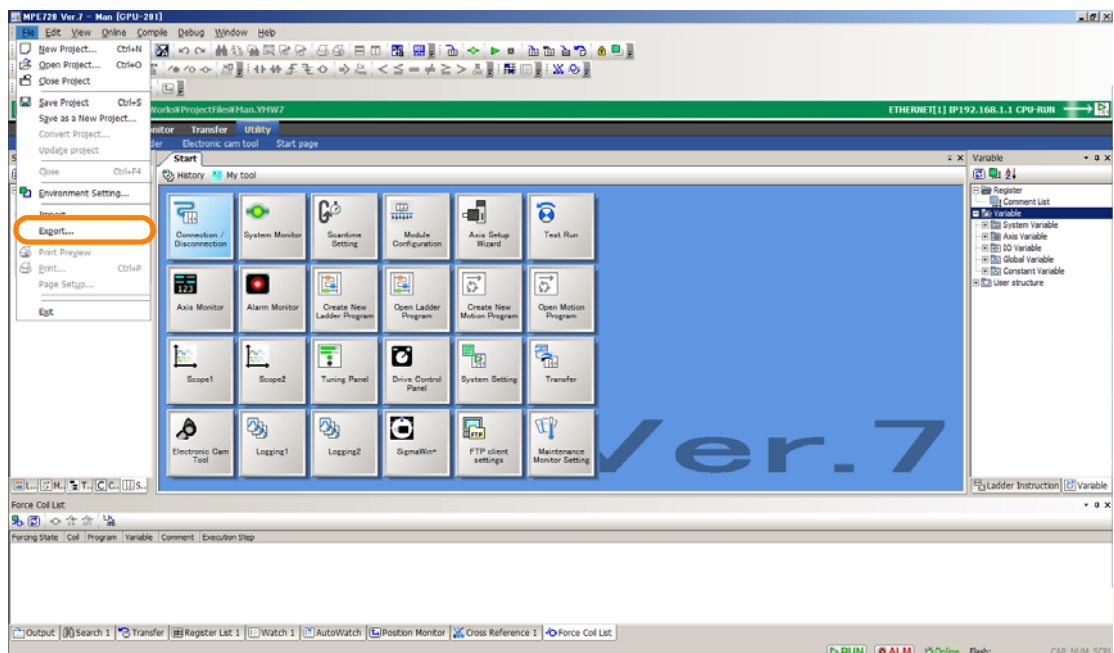 MPE720 Ver.7 - Man [CPU-201]
File Edit View Online Compile Debug Window Help
New Project... Ctrl+N
Open Project... Ctrl+O
Close Project
Save Project Ctrl+S
Save as a New Project...
Convert Project...
Update project
Close Ctrl+F4
Environment Setting...
Import...
Export...
Print Preview
Print... Ctrl+P
Page Setup...
Exit
Works¥ProjectFiles¥Man.YMW7
ETHERNET[1] IP192.168.1.1 CPU-RUN
nitor Transfer Utility
der Electronic cam tool Start page
Start
History My tool
Connection / Disconnection
System Monitor
Scantime Setting
Module Configuration
Axis Setup Wizard
Test Run
Axis Monitor
Alarm Monitor
Create New Ladder Program
Open Ladder Program
Create New Motion Program
Open Motion Program
Scope1
Scope2
Tuning Panel
Drive Control Panel
System Setting
Transfer
Electronic Cam Tool
Logging1
Logging2
SigmaWin+
FTP client settings
Maintenance Monitor Setting
Ver.7
Variable
Register
Comment List
Variable
System Variable
Axis Variable
IO Variable
Global Variable
Constant Variable
User structure
L... M... T... C... S...
Ladder Instruction Variable
Force Coil List
Forcing State Coil Program Variable Comment Execution Step
Output Search 1 Transfer Register List 1 Watch 1 AutoWatch Position Monitor Cross Reference 1 Force Coil List
RUN ALM Online Flash: CAP NUM SCRL